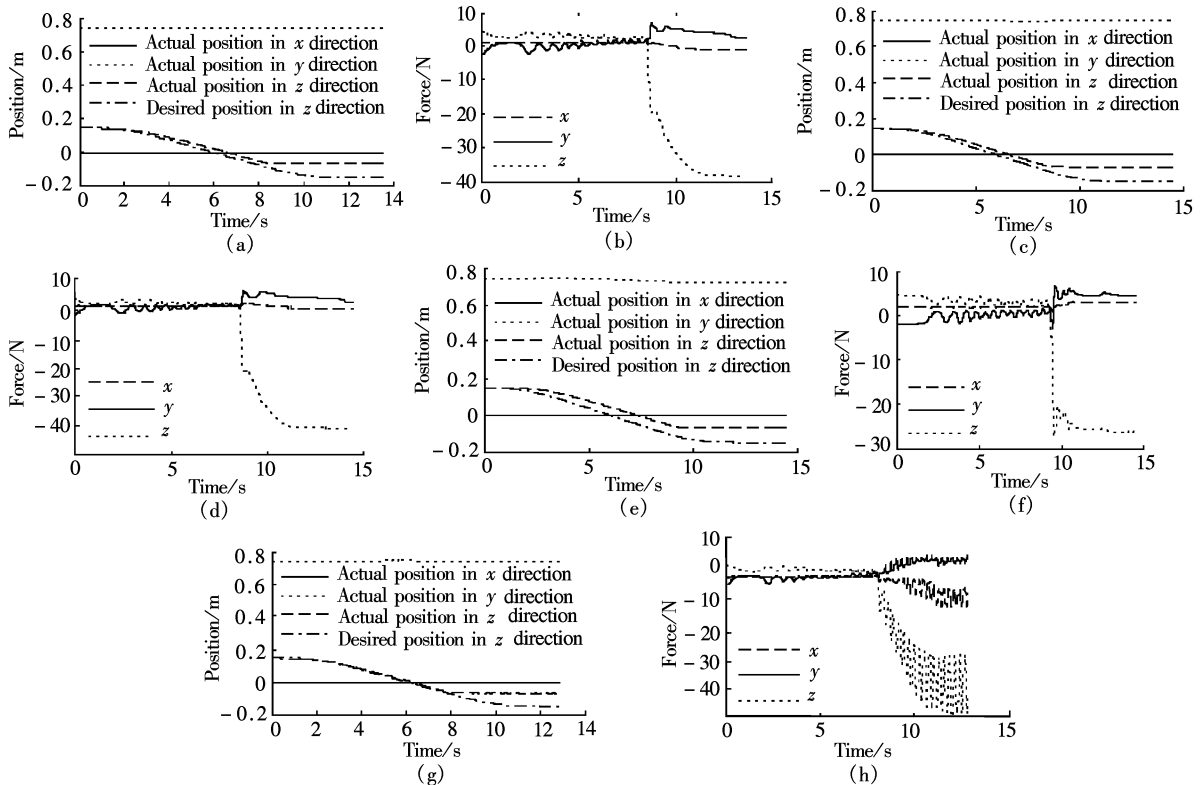 0.8
0.6
0.4
0.2
0
－0.2
Position/m
Actual position in x direction
Actual position in y direction
Actual position in z direction
Desired position in z direction
0 2 4 6 8 10 12 14
Time/s
(a)
10
0
－10
－20
－30
－40
Force/N
x
y
z
0 5 10 15
Time/s
(b)
0.8
0.6
0.4
0.2
0
－0.2
Position/m
Actual position in x direction
Actual position in y direction
Actual position in z direction
Desired position in z direction
0 5 10 15
Time/s
(c)
10
0
－10
－20
－30
－40
Force/N
x
y
z
0 5 10 15
Time/s
(d)
0.8
0.6
0.4
0.2
0
－0.2
Position/m
Actual position in x direction
Actual position in y direction
Actual position in z direction
Desired position in z direction
0 5 10 15
Time/s
(e)
10
5
0
－10
－20
－30
Force/N
x
y
z
0 5 10 15
Time/s
(f)
0.8
0.6
0.4
0.2
0
－0.2
Position/m
Actual position in x direction
Actual position in y direction
Actual position in z direction
Desired position in z direction
0 2 4 6 8 10 12 14
Time/s
(g)
10
0
－10
－20
－30
－40
Force/N
x
y
z
0 5 10 15
Time/s
(h)